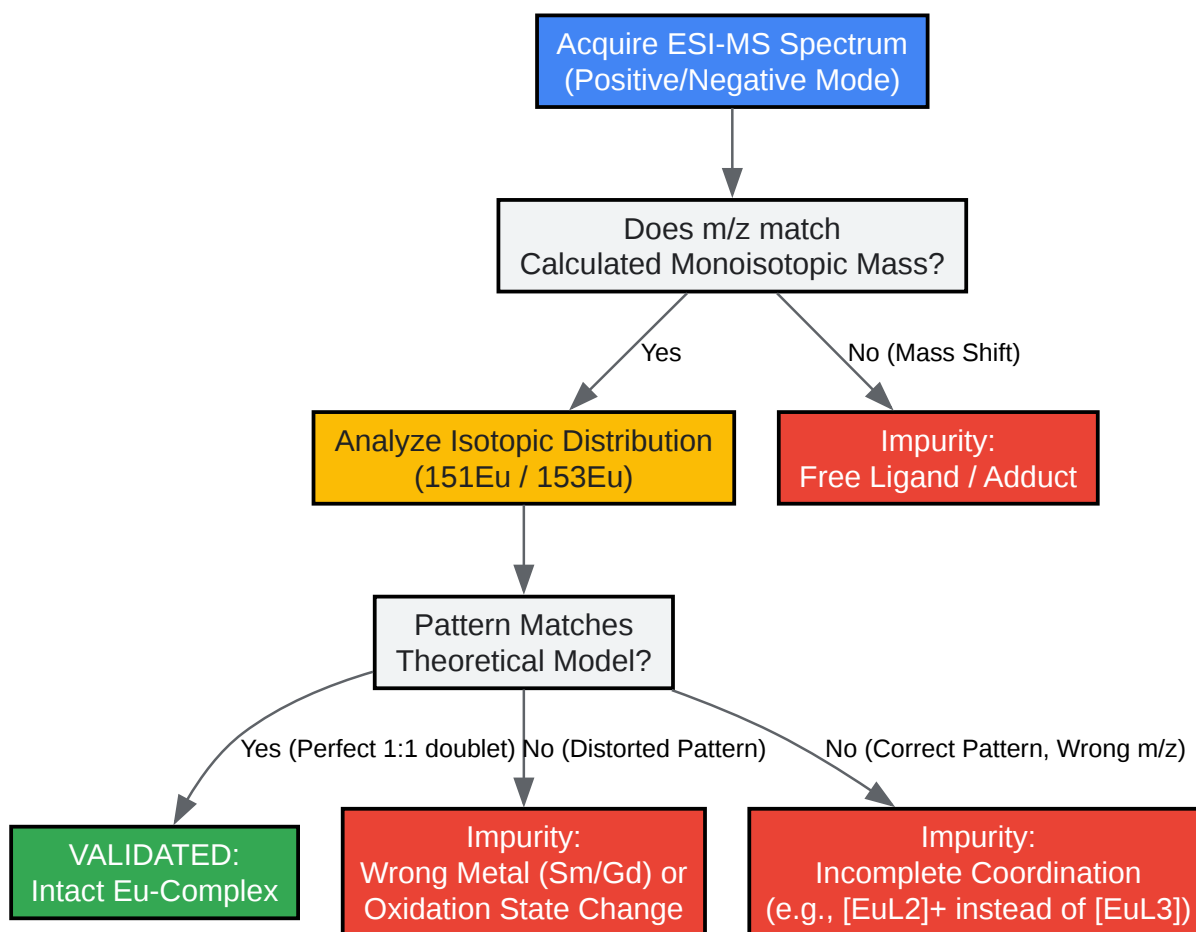 Acquire ESI-MS Spectrum
(Positive/Negative Mode)
Does m/z match
Calculated Monoisotopic Mass?
Yes
No (Mass Shift)
Analyze Isotopic Distribution
(151Eu / 153Eu)
Impurity:
Free Ligand / Adduct
Pattern Matches
Theoretical Model?
Yes (Perfect 1:1 doublet)
No (Distorted Pattern)
No (Correct Pattern, Wrong m/z)
VALIDATED:
Intact Eu-Complex
Impurity:
Wrong Metal (Sm/Gd) or
Oxidation State Change
Impurity:
Incomplete Coordination
(e.g., [EuL2]+ instead of [EuL3])